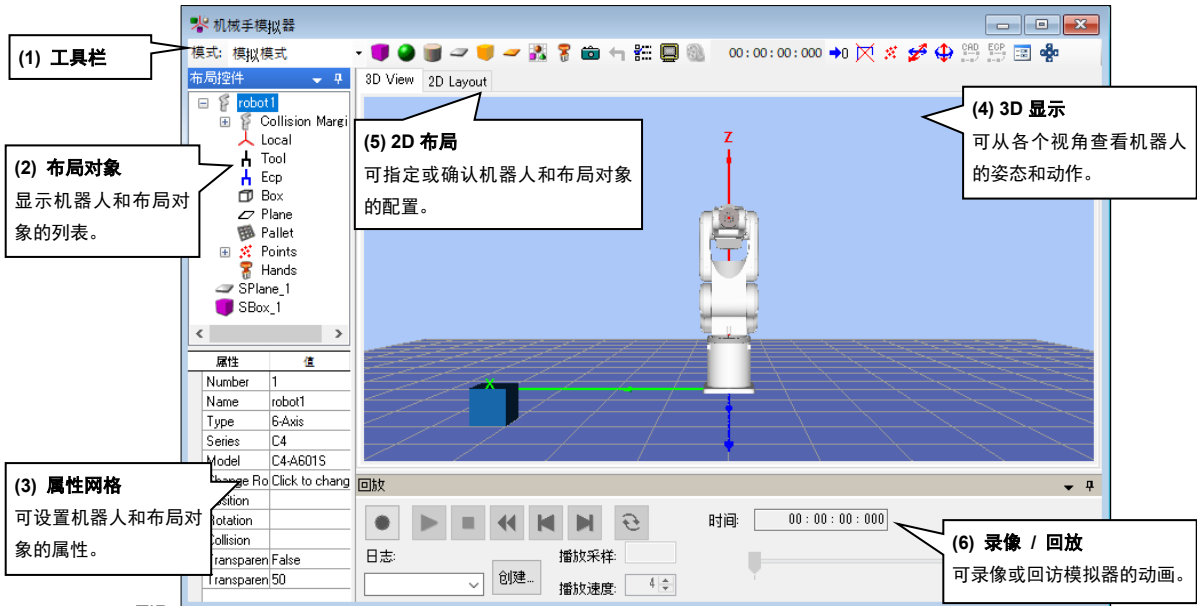 机械手模拟器
(1) 工具栏
模式: 模拟模式
00:00:00:000
CAD
ECP
布局控件
3D View
2D Layout
robot1
Collision Margi
Local
Tool
Ecp
Box
Plane
Pallet
Points
Hands
SPlane_1
SBox_1
(2) 布局对象
显示机器人和布局对
象的列表。
(5) 2D 布局
可指定或确认机器人和布局对象
的配置。
(4) 3D 显示
可从各个视角查看机器人
的姿态和动作。
Z
X
属性 值
Number 1
Name robot1
Type 6-Axis
Series C4
Model C4-A601S
Change Ro Click to chang
Position
Rotation
Collision
Transparen False
Transparen 50
(3) 属性网格
可设置机器人和布局对
象的属性。
回放
时间: 00 : 00 : 00 : 000
日志:
创建...
播放采样:
播放速度: 4
(6) 录像 / 回放
可录像或回访模拟器的动画。